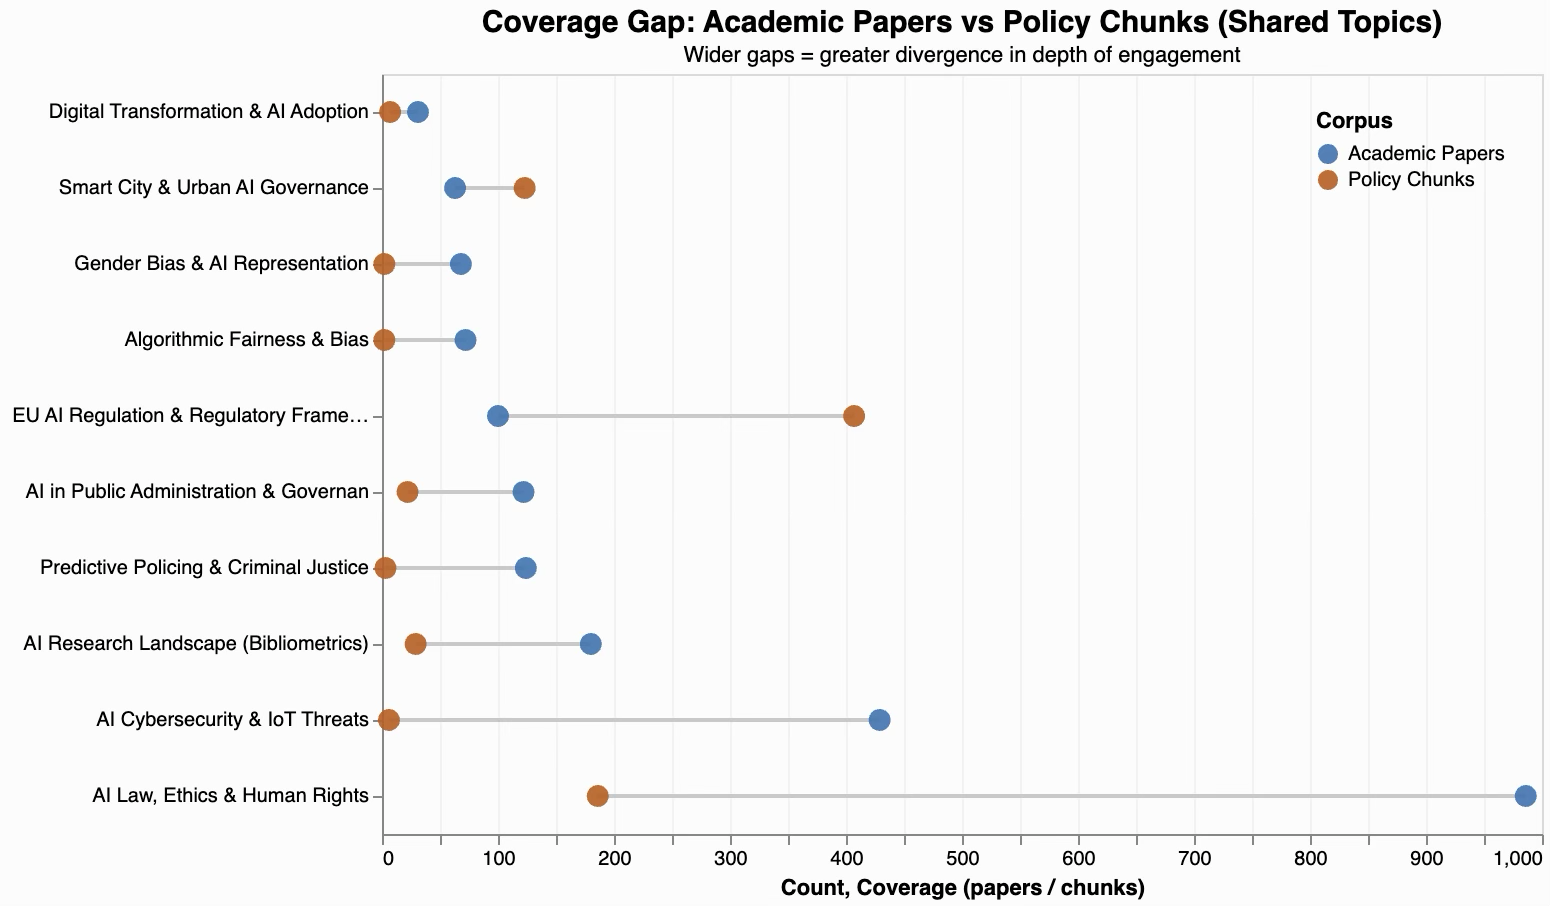 Coverage Gap: Academic Papers vs Policy Chunks (Shared Topics)
Wider gaps = greater divergence in depth of engagement
Digital Transformation & AI Adoption
Smart City & Urban AI Governance
Gender Bias & AI Representation
Algorithmic Fairness & Bias
EU AI Regulation & Regulatory Frame…
AI in Public Administration & Governan
Predictive Policing & Criminal Justice
AI Research Landscape (Bibliometrics)
AI Cybersecurity & IoT Threats
AI Law, Ethics & Human Rights
Corpus
Academic Papers
Policy Chunks
0 100 200 300 400 500 600 700 800 900 1,000
Count, Coverage (papers / chunks)